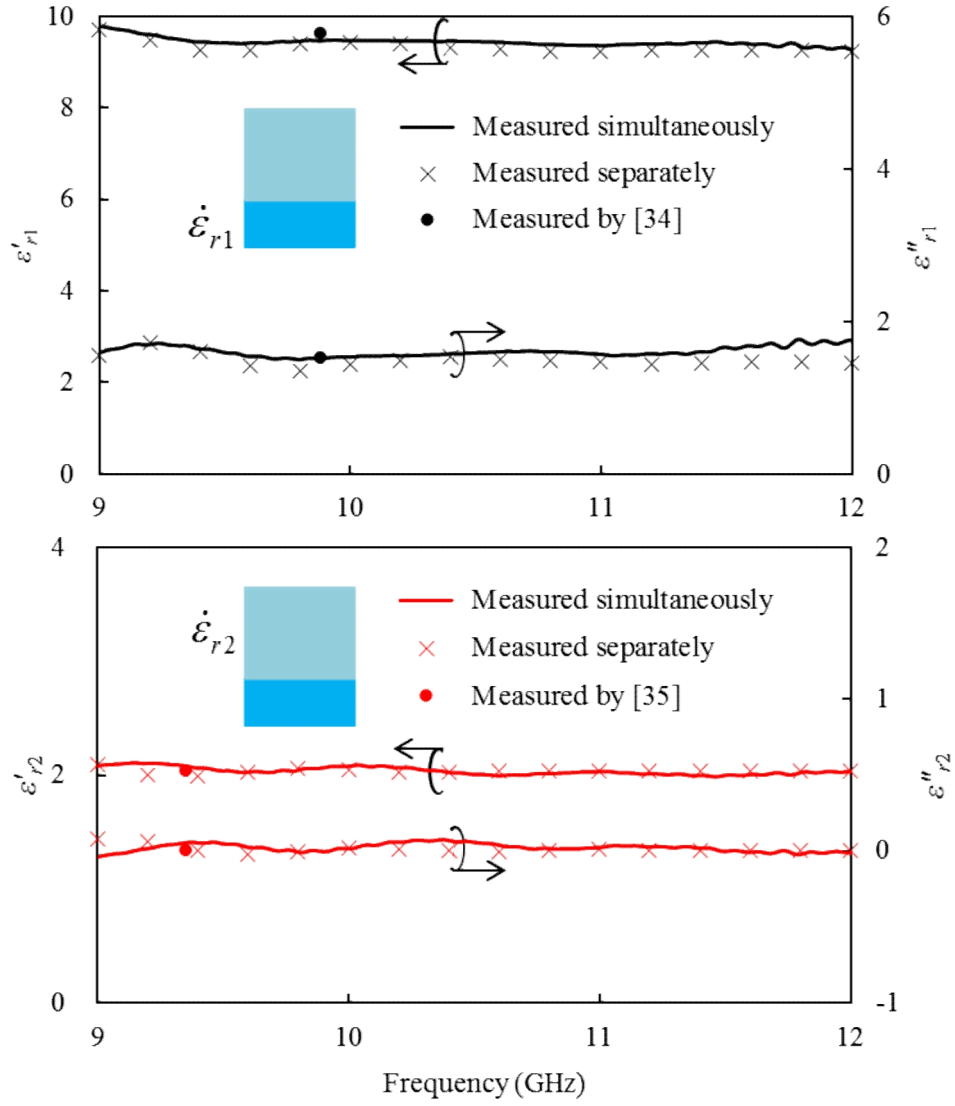 10
8
6
4
2
0
ε′r1
6
4
2
0
ε″r1
Measured simultaneously
Measured separately
Measured by [34]
ε̇r1
9
10
11
12
4
2
0
ε′r2
2
1
0
-1
ε″r2
Measured simultaneously
Measured separately
Measured by [35]
ε̇r2
9
10
11
12
Frequency (GHz)